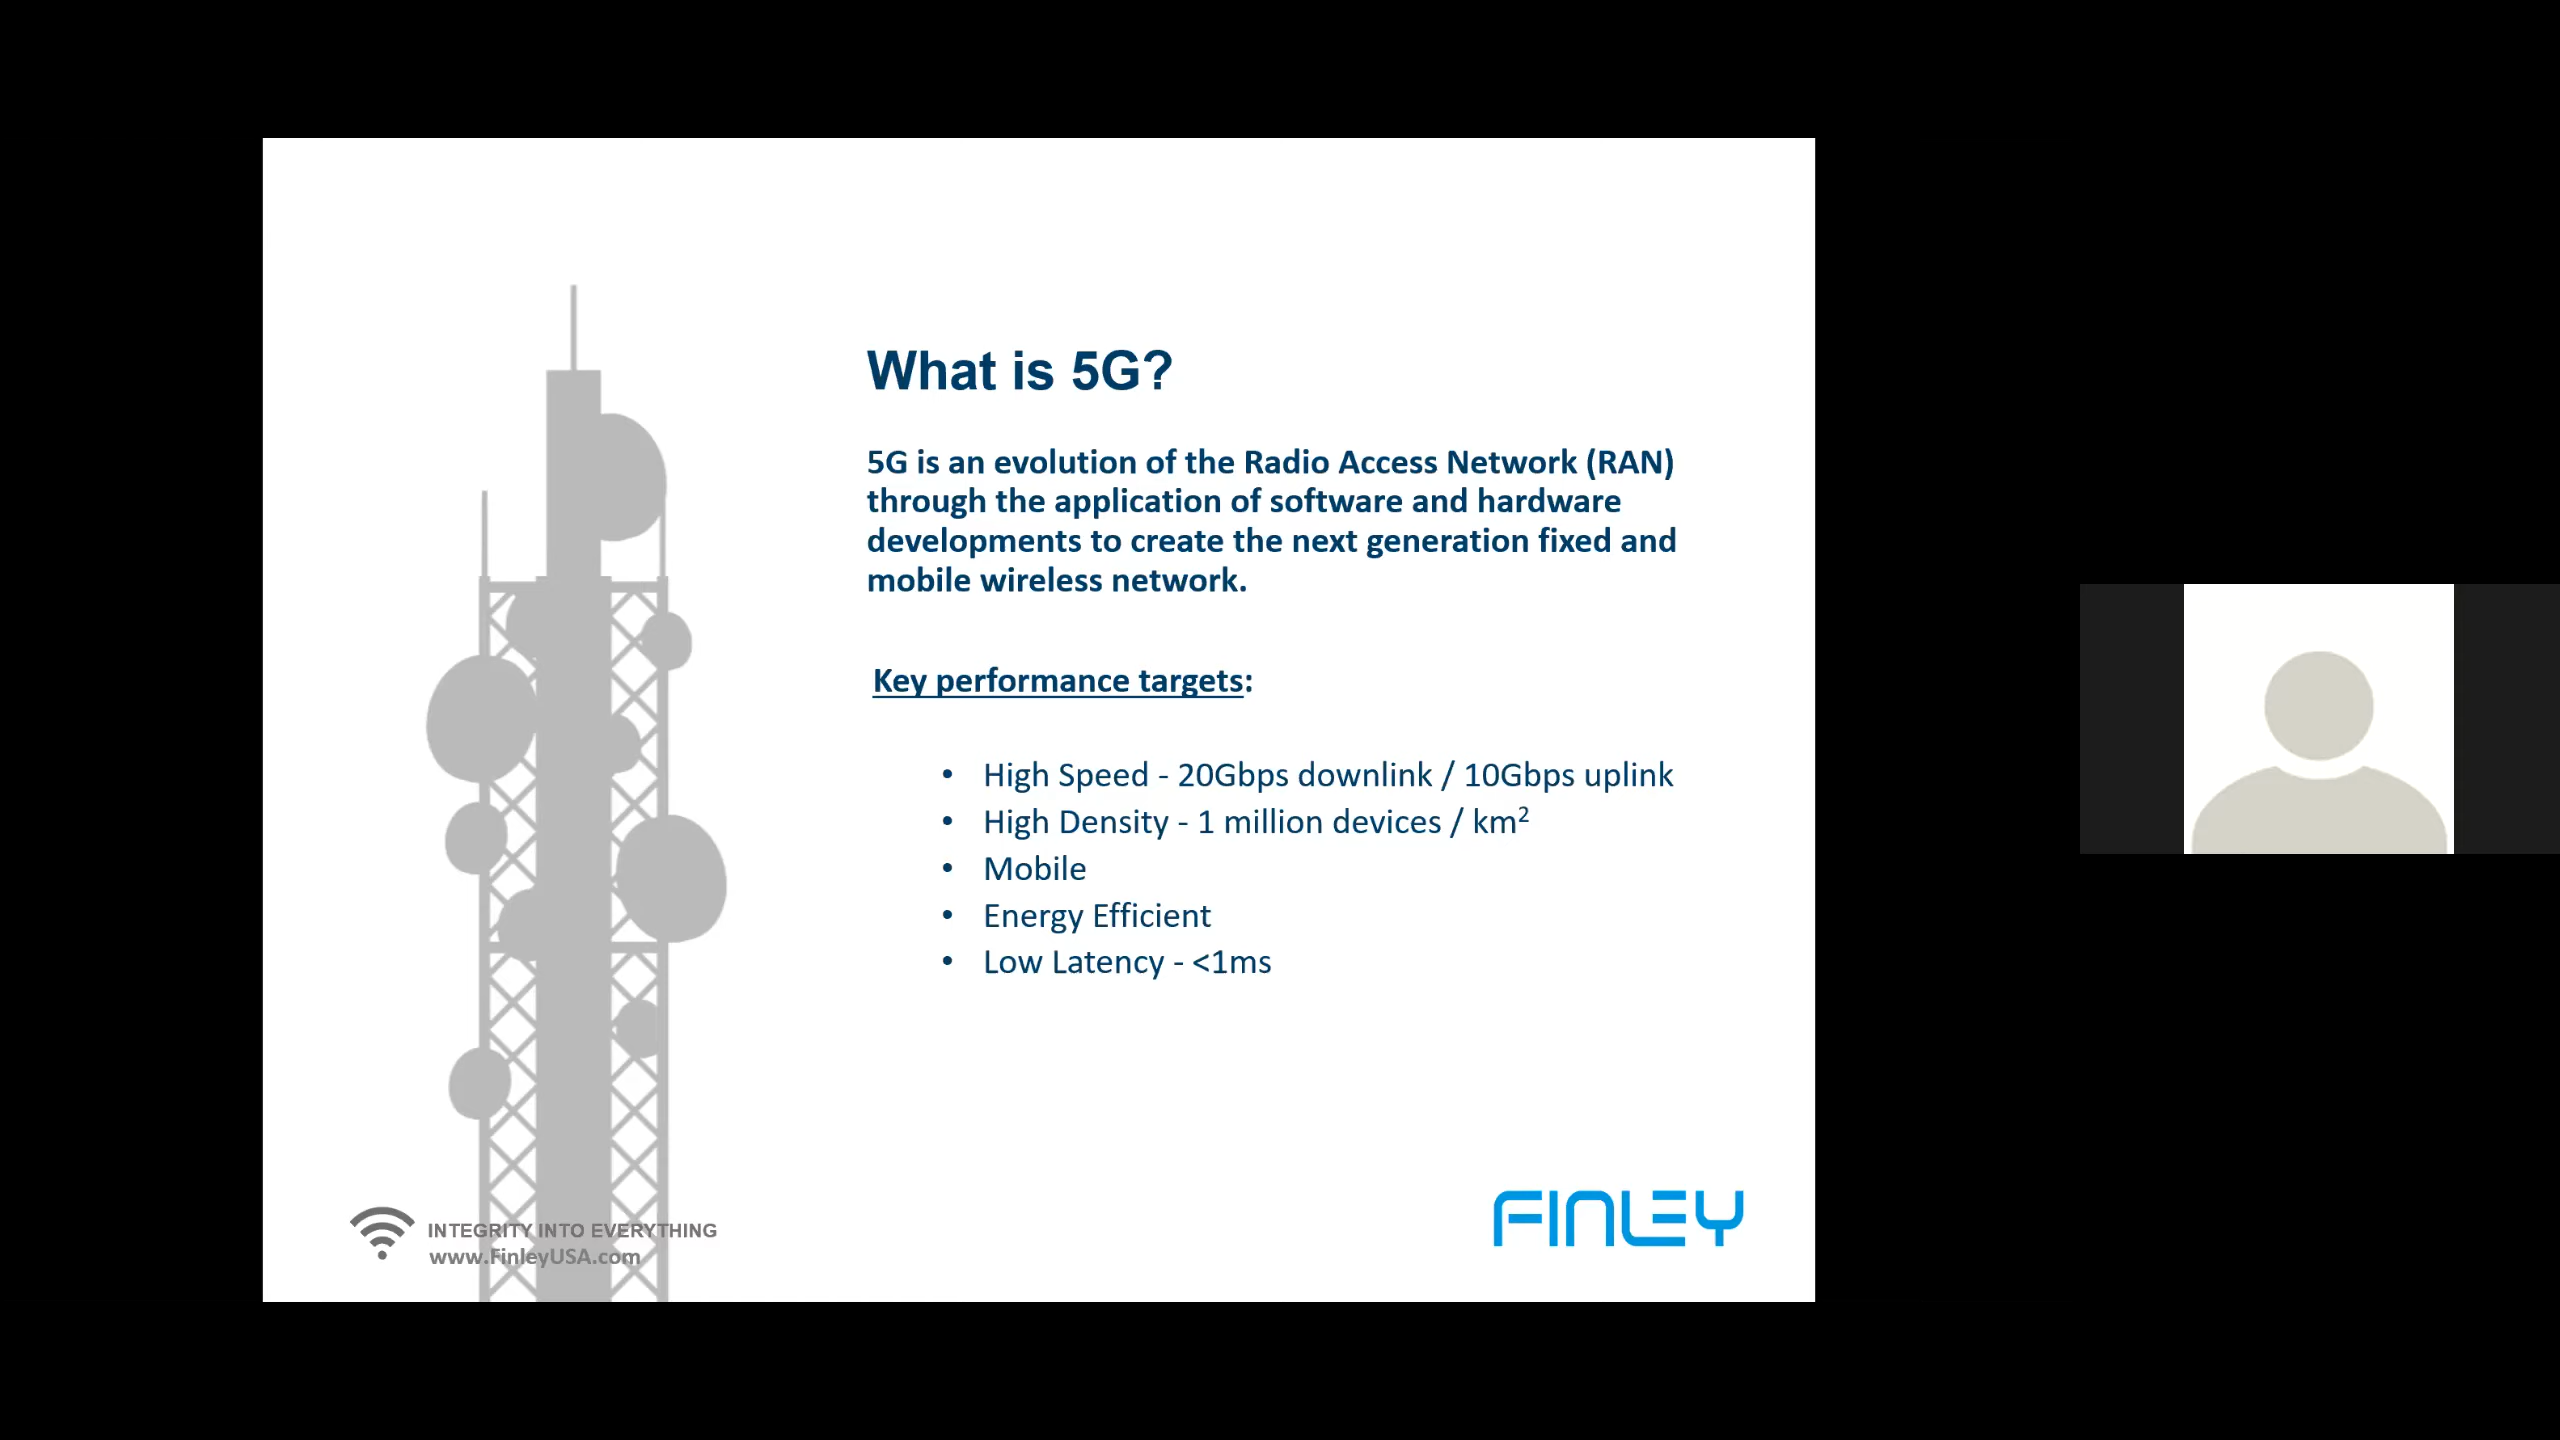 What is 5G?
5G is an evolution of the Radio Access Network (RAN)
through the application of software and hardware
developments to create the next generation fixed and
mobile wireless network.
Key performance targets:
• High Speed - 20Gbps downlink / 10Gbps uplink
• High Density - 1 million devices / km²
• Mobile
• Energy Efficient
• Low Latency - <1ms
INTEGRITY INTO EVERYTHING
www.FinleyUSA.com
FINLEY